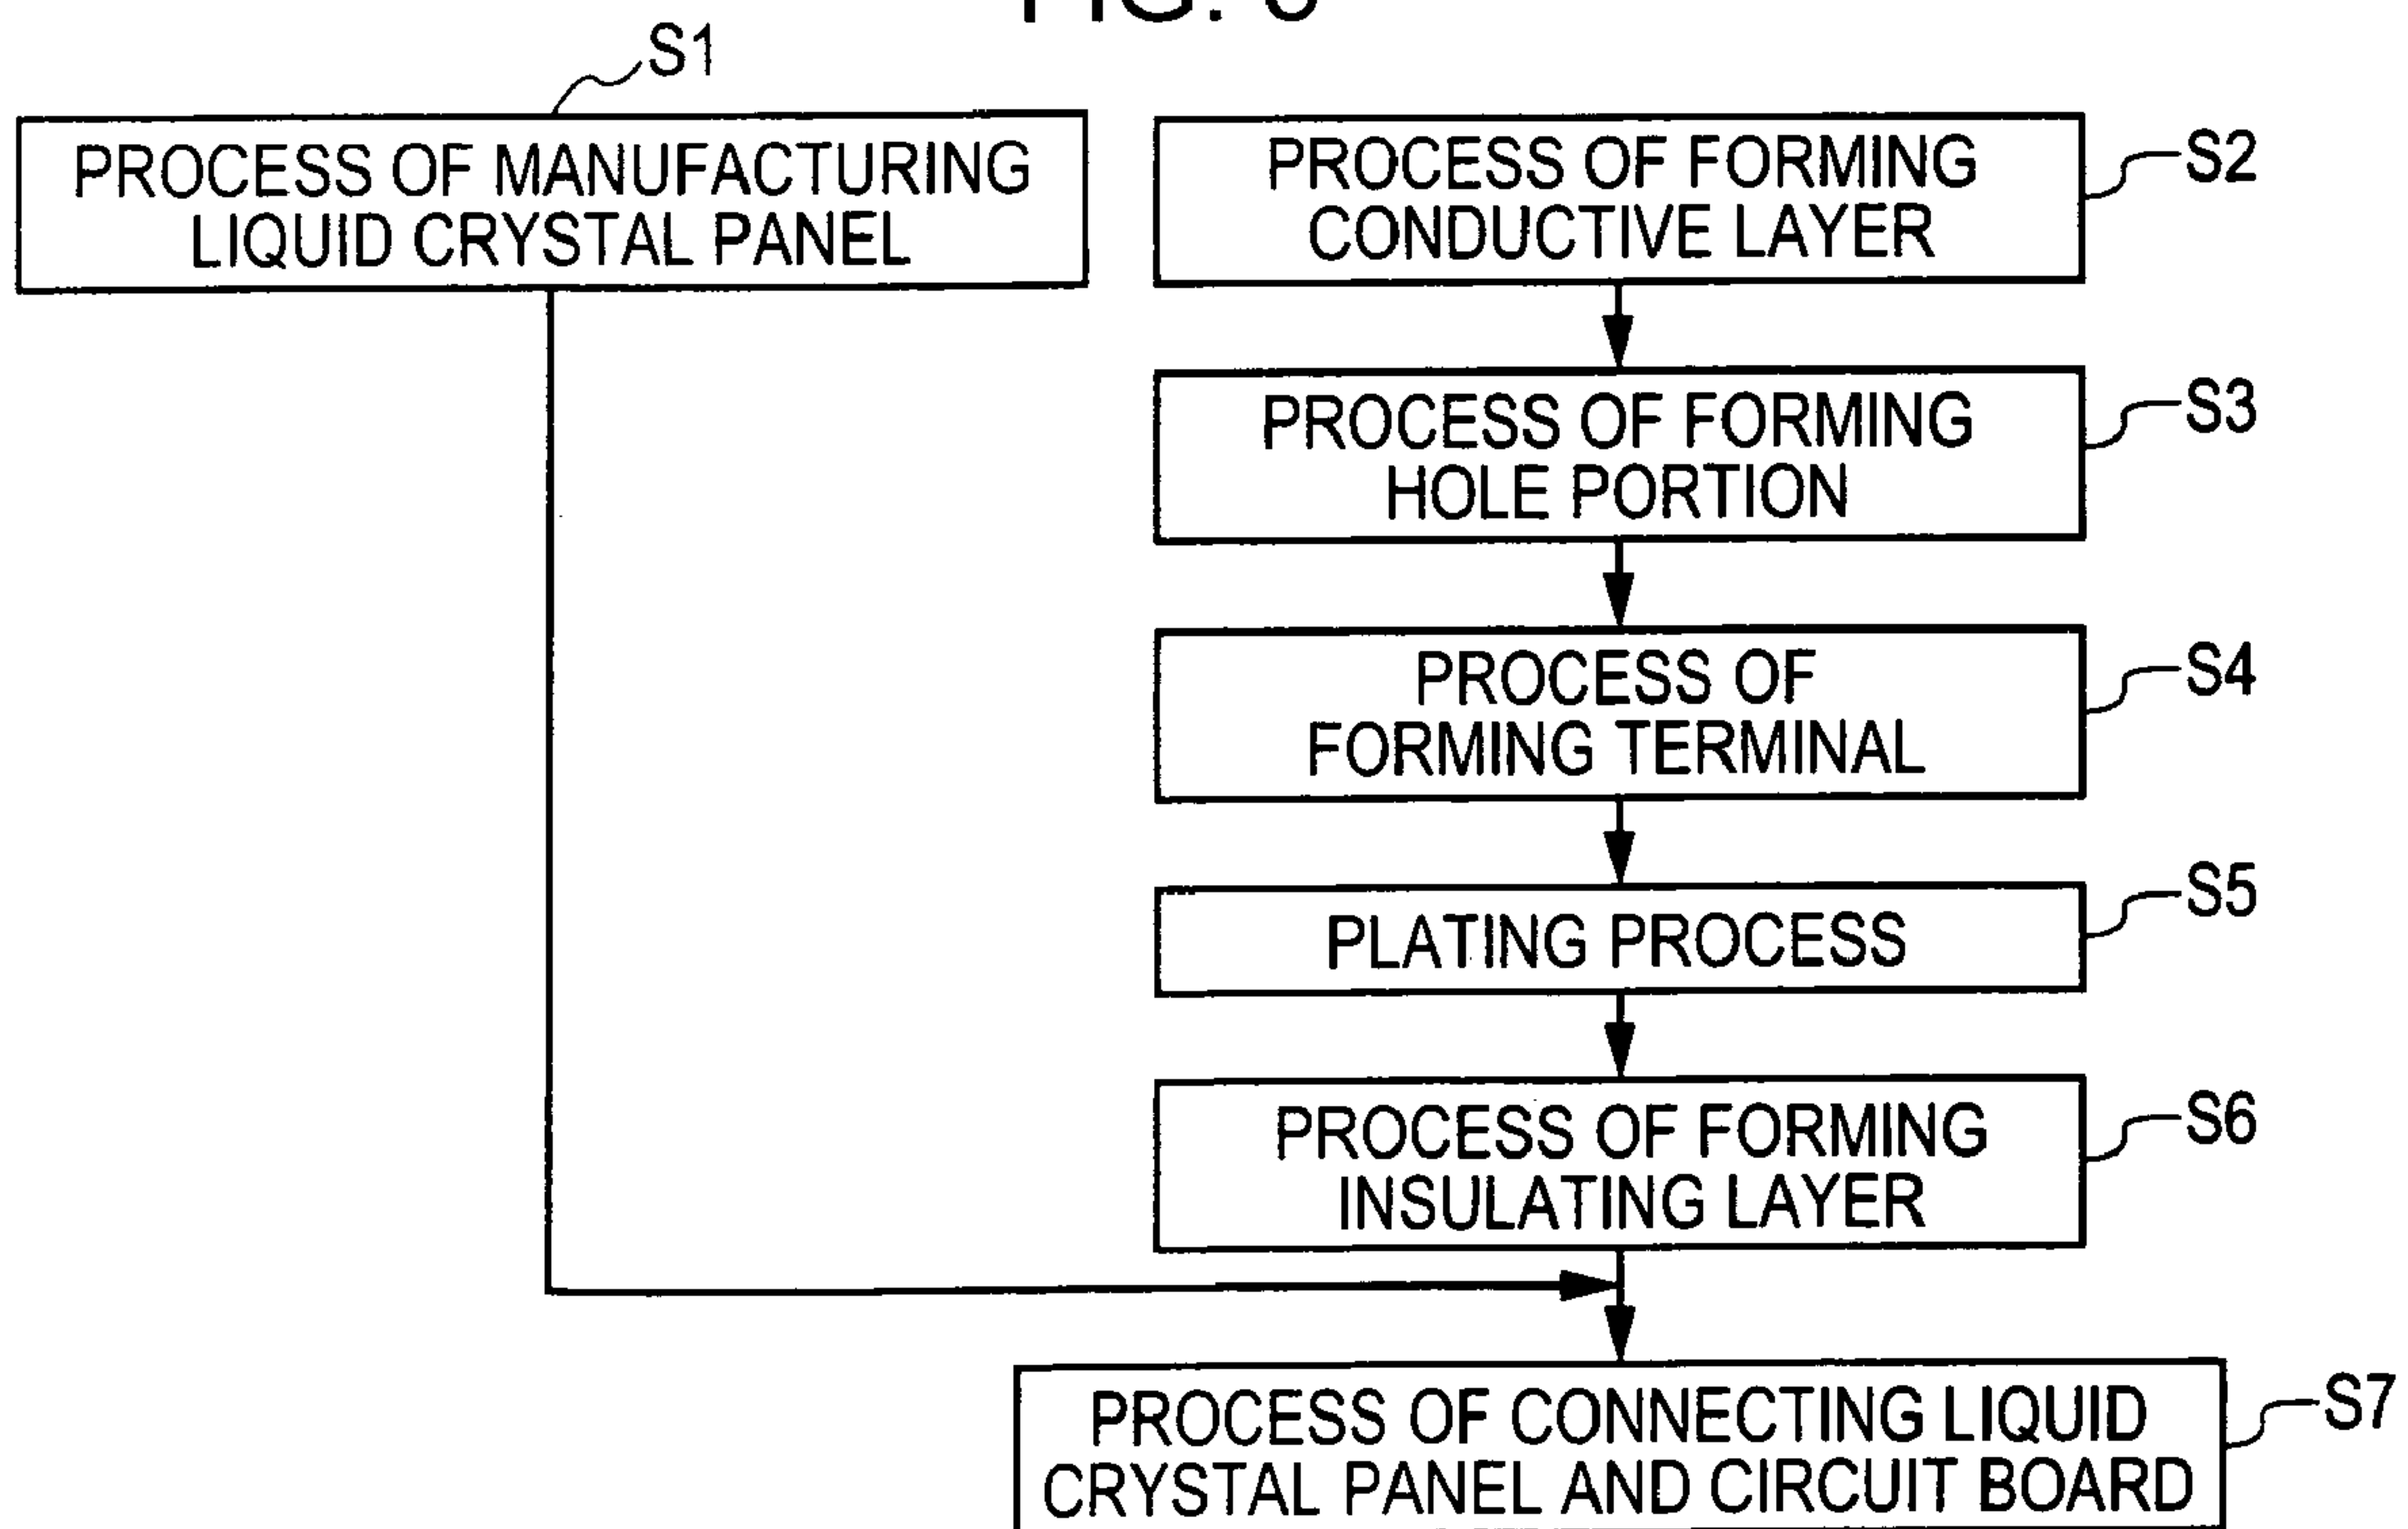 S1
PROCESS OF MANUFACTURING
LIQUID CRYSTAL PANEL
PROCESS OF FORMING
CONDUCTIVE LAYER
S2
PROCESS OF FORMING
HOLE PORTION
S3
PROCESS OF
FORMING TERMINAL
S4
PLATING PROCESS
S5
PROCESS OF FORMING
INSULATING LAYER
S6
PROCESS OF CONNECTING LIQUID
CRYSTAL PANEL AND CIRCUIT BOARD
S7